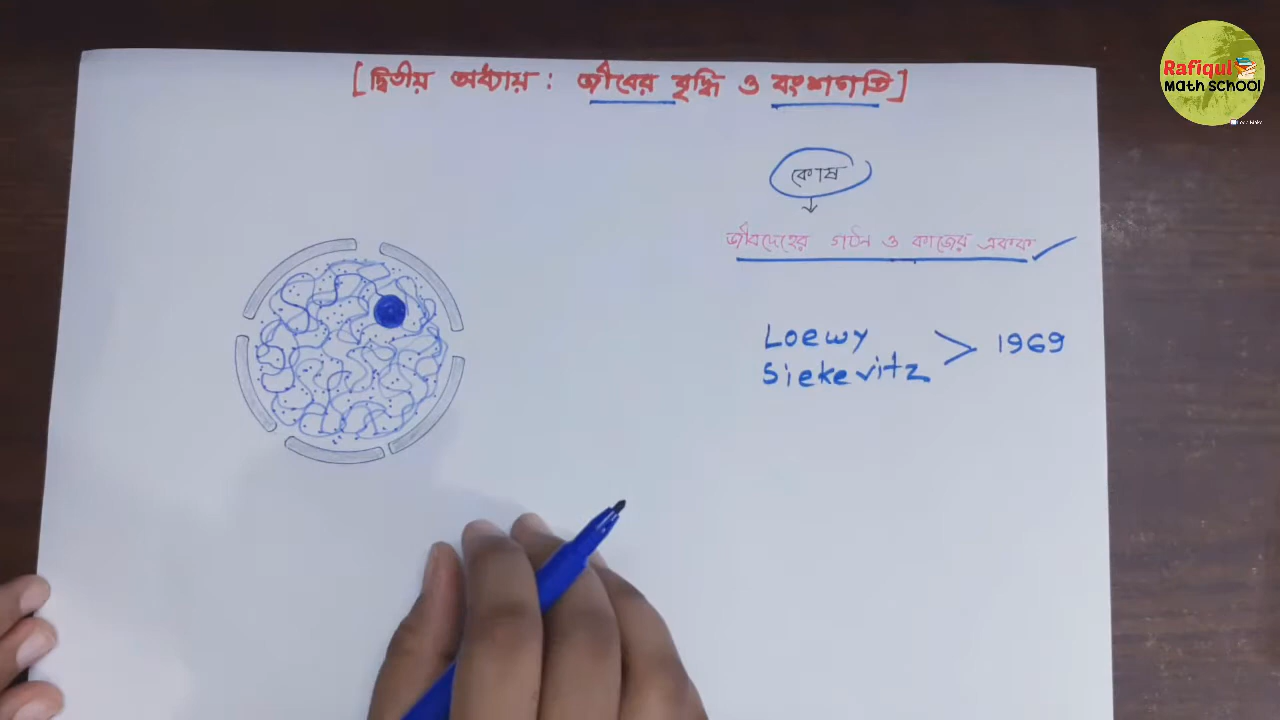 [দ্বিতীয় অধ্যায় : জীবের বৃদ্ধি ও বংশগতি]
Rafiqul
Math School
কোষ
জীবদেহের গঠন ও কাজের একক
Loewy
Siekevitz
> 1969